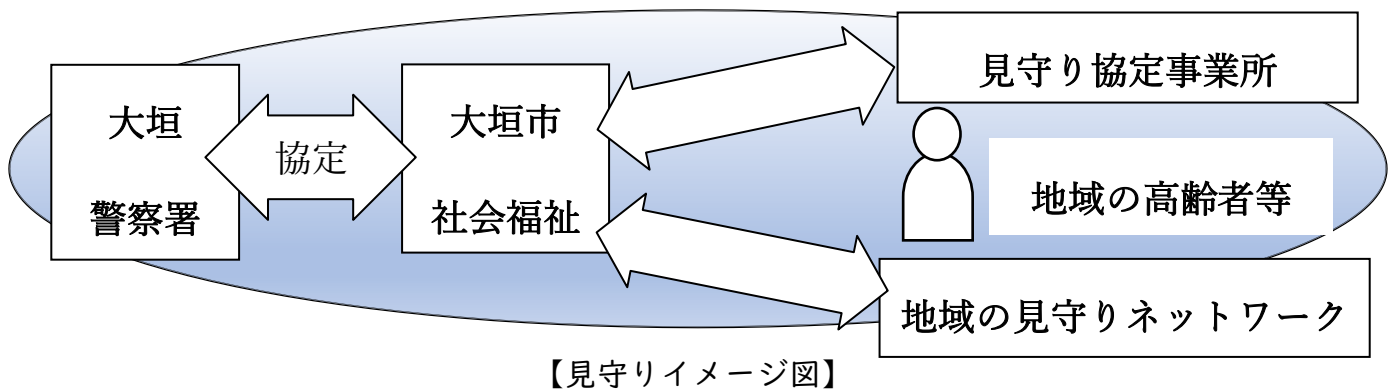 大垣
警察署
協定
大垣市
社会福祉
見守り協定事業所
地域の高齢者等
地域の見守りネットワーク
【見守りイメージ図】